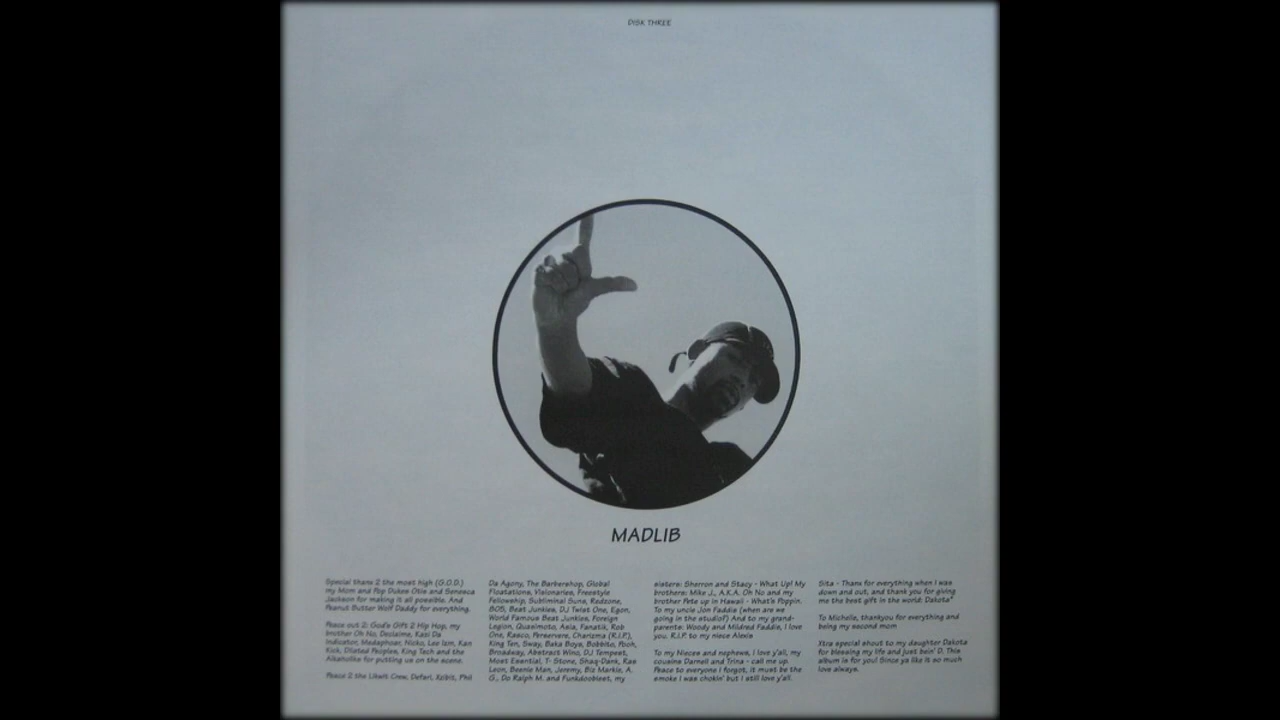 DISK THREE
MADLIB
Special thanx 2 the most high (G.O.D.)
my Mom and Pop Dukes Otis and Senesca
Jackson for making it all possible. And
Peanut Butter Wolf Daddy for everything.
Peace out 2: God's Gift 2 Hip Hop, my
brother Oh No, Declaime, Kazi Da
Indicator, Medaphoar, Nicko, Lee Izm, Kan
Kick, Dilated Peoples, King Tech and the
Alkaholiks for putting us on the scene.
Peace 2 the Likwit Crew, Defari, Xzibit, Phil
Da Agony, The Barbershop, Global
Floatations, Visionaries, Freestyle
Fellowship, Subliminal Sunz, Redzone,
805, Beat Junkies, DJ Twist One, Egon,
World Famous Beat Junkies, Foreign
Legion, Quasimoto, Asia, Fanatik, Rob
One, Rasco, Persevere, Charizma (R.I.P.),
King Ten, Sway, Baka Boyz, Bobbito, Pooh,
Broadway, Abstract Wino, DJ Tempest,
Most Essential, T- Stone, Shaq-Dank, Ras
Leon, Beenie Man, Jeremy, Biz Markie, A.
G., Do Ralph M. and Funkdoobiest, my
sisters: Sherron and Stacy - What Up! My
brothers: Mike J., A.K.A. Oh No and my
brother Pete up in Hawaii - What's Poppin.
To my uncle Jon Faddis (when are we
going in the studio?) And to my grand-
parents: Woody and Mildred Faddis, I love
you. R.I.P. to my niece Alexis
To my Nieces and nephews, I love y'all, my
cousins Darnell and Trina - call me up.
Peace to everyone I forgot, it must be the
smoke I was chokin' but I still love y'all.
Sita - Thanx for everything when I was
down and out, and thank you for giving
me the best gift in the world; Dakota"
To Michelle, thankyou for everything and
being my second mom
Xtra special shout to my daughter Dakota
for blessing my life and just bein' D. This
album is for you! Since ya like it so much
love always.